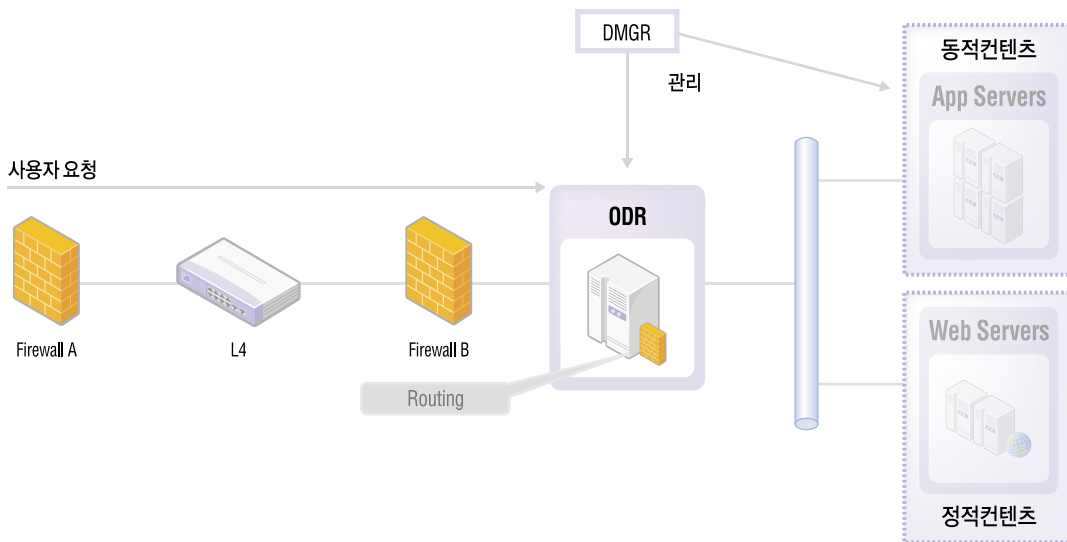 DMGR
관리
동적컨텐츠
App Servers
사용자 요청
ODR
Firewall A
L4
Firewall B
Routing
Web Servers
정적컨텐츠